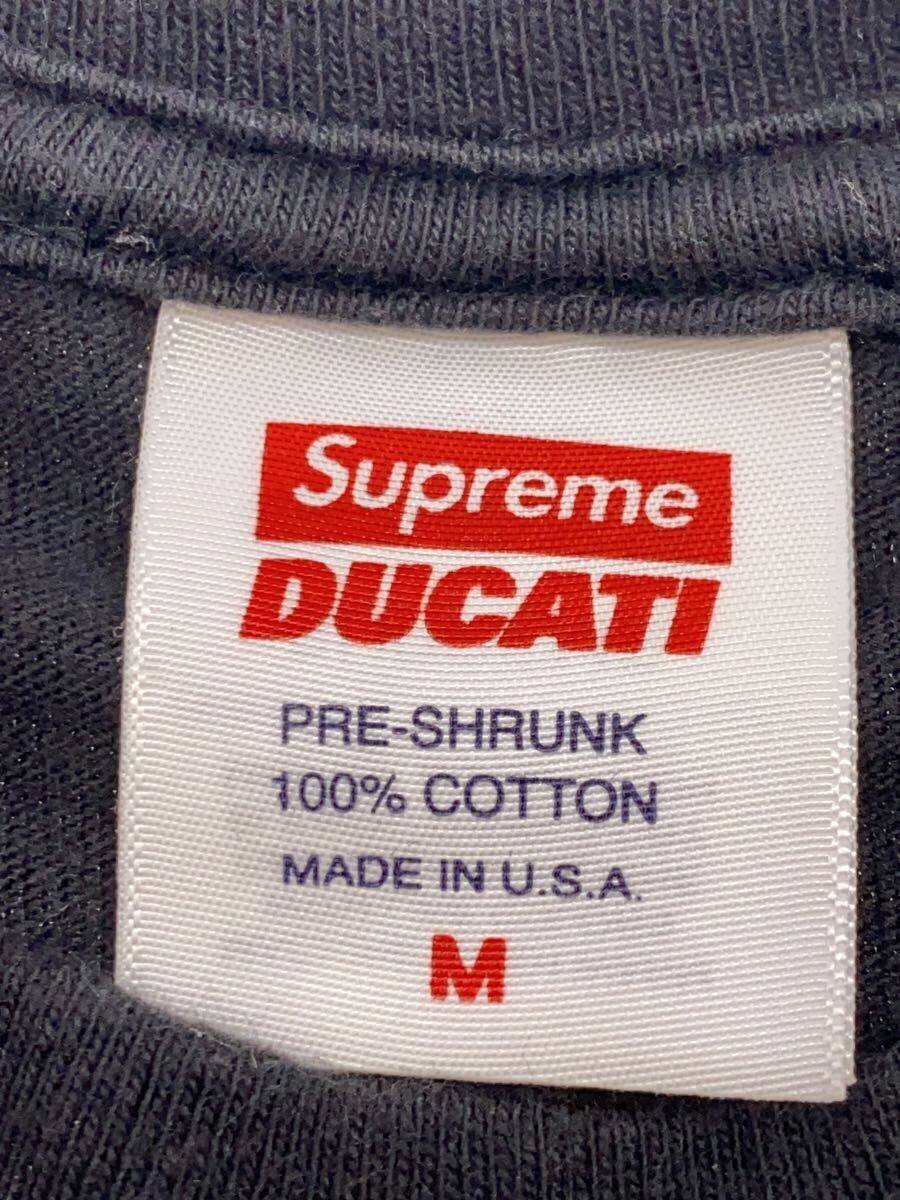 Supreme
DUCATI
PRE-SHRUNK
100% COTTON
MADE IN U.S.A.
M